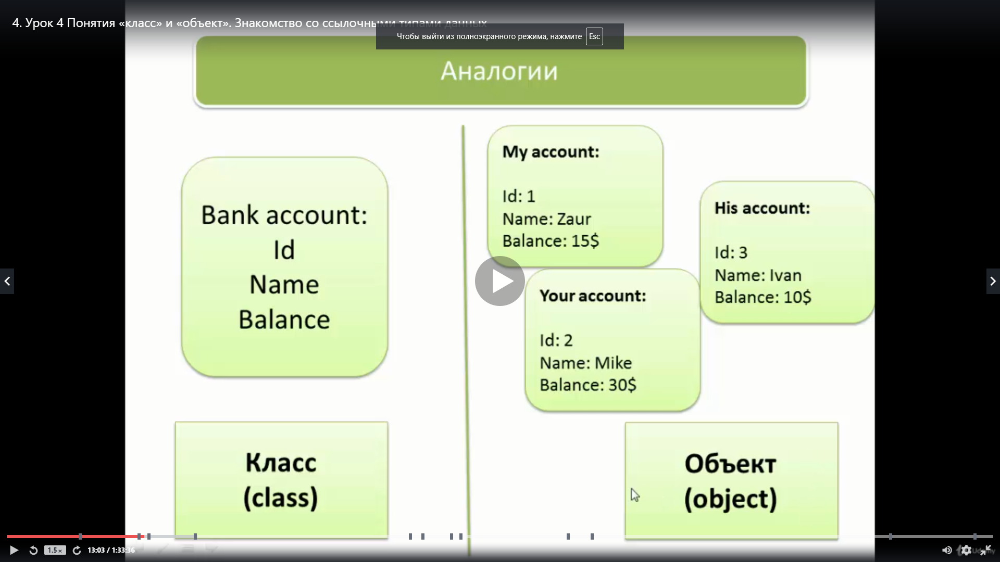 4. Урок 4 Понятия «класс» и «объект». Знакомство со ссылочными типами данных
Чтобы выйти из полноэкранного режима, нажмите Esc
Аналогии
Bank account:
Id
Name
Balance
My account:
Id: 1
Name: Zaur
Balance: 15$
Your account:
Id: 2
Name: Mike
Balance: 30$
His account:
Id: 3
Name: Ivan
Balance: 10$
Класс
(class)
Объект
(object)
1.5×
13:03 / 1:33:36